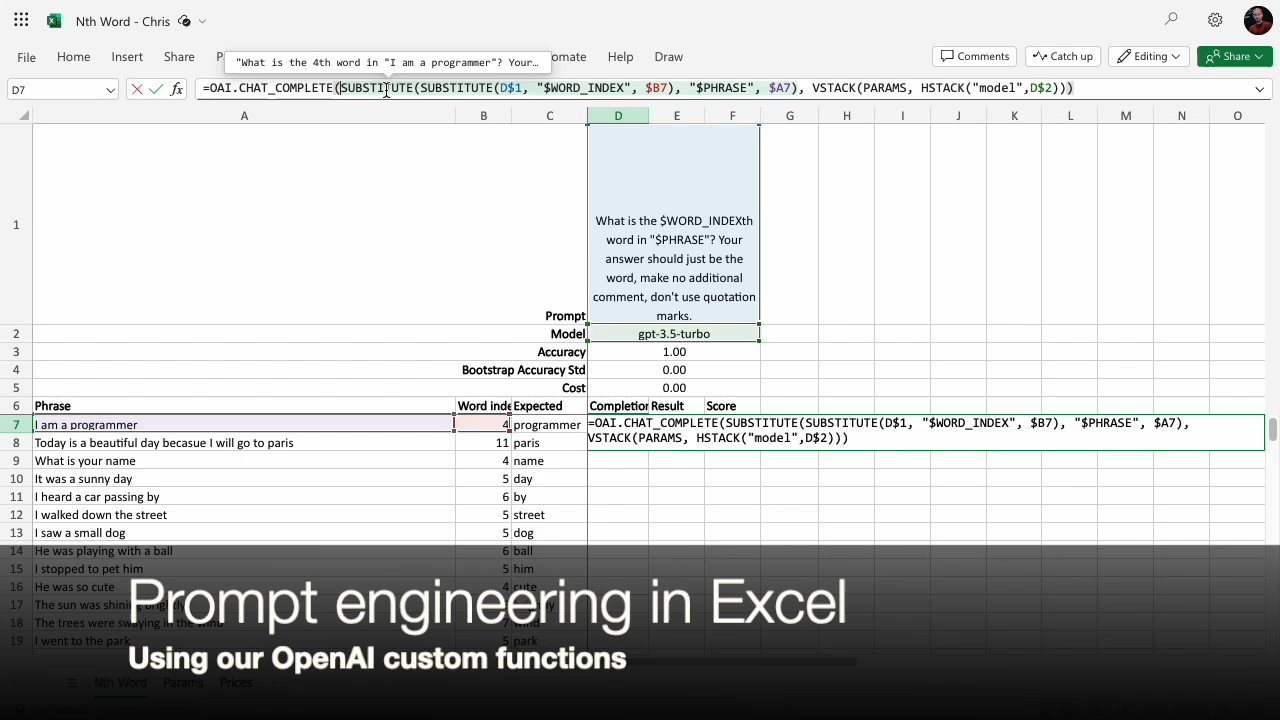 Nth Word - Chris
File Home Insert Share omate Help Draw
Comments Catch up Editing Share
"What is the 4th word in "I am a programmer"? Your…
D7 fx =OAI.CHAT_COMPLETE(SUBSTITUTE(SUBSTITUTE(D$1, "$WORD_INDEX", $B7), "$PHRASE", $A7), VSTACK(PARAMS, HSTACK("model",D$2)))
A B C D E F G H I J K L M N O
1
What is the $WORD_INDEXth
word in "$PHRASE"? Your
answer should just be the
word, make no additional
comment, don't use quotation
Prompt marks.
2 Model gpt-3.5-turbo
3 Accuracy 1.00
4 Bootstrap Accuracy Std 0.00
5 Cost 0.00
6 Phrase Word inde Expected Completion Result Score
7 I am a programmer 4 programmer =OAI.CHAT_COMPLETE(SUBSTITUTE(SUBSTITUTE(D$1, "$WORD_INDEX", $B7), "$PHRASE", $A7),
VSTACK(PARAMS, HSTACK("model",D$2)))
8 Today is a beautiful day becasue I will go to paris 11 paris
9 What is your name 4 name
10 It was a sunny day 5 day
11 I heard a car passing by 6 by
12 I walked down the street 5 street
13 I saw a small dog 5 dog
14 He was playing with a ball 6 ball
15 I stopped to pet him 5 him
16 He was so cute 4 cute
17 The sun was shining brightly
18 The trees were swaying in the wind 7 wind
19 I went to the park 5 park
Prompt engineering in Excel
Using our OpenAI custom functions
Nth Word Params Prices